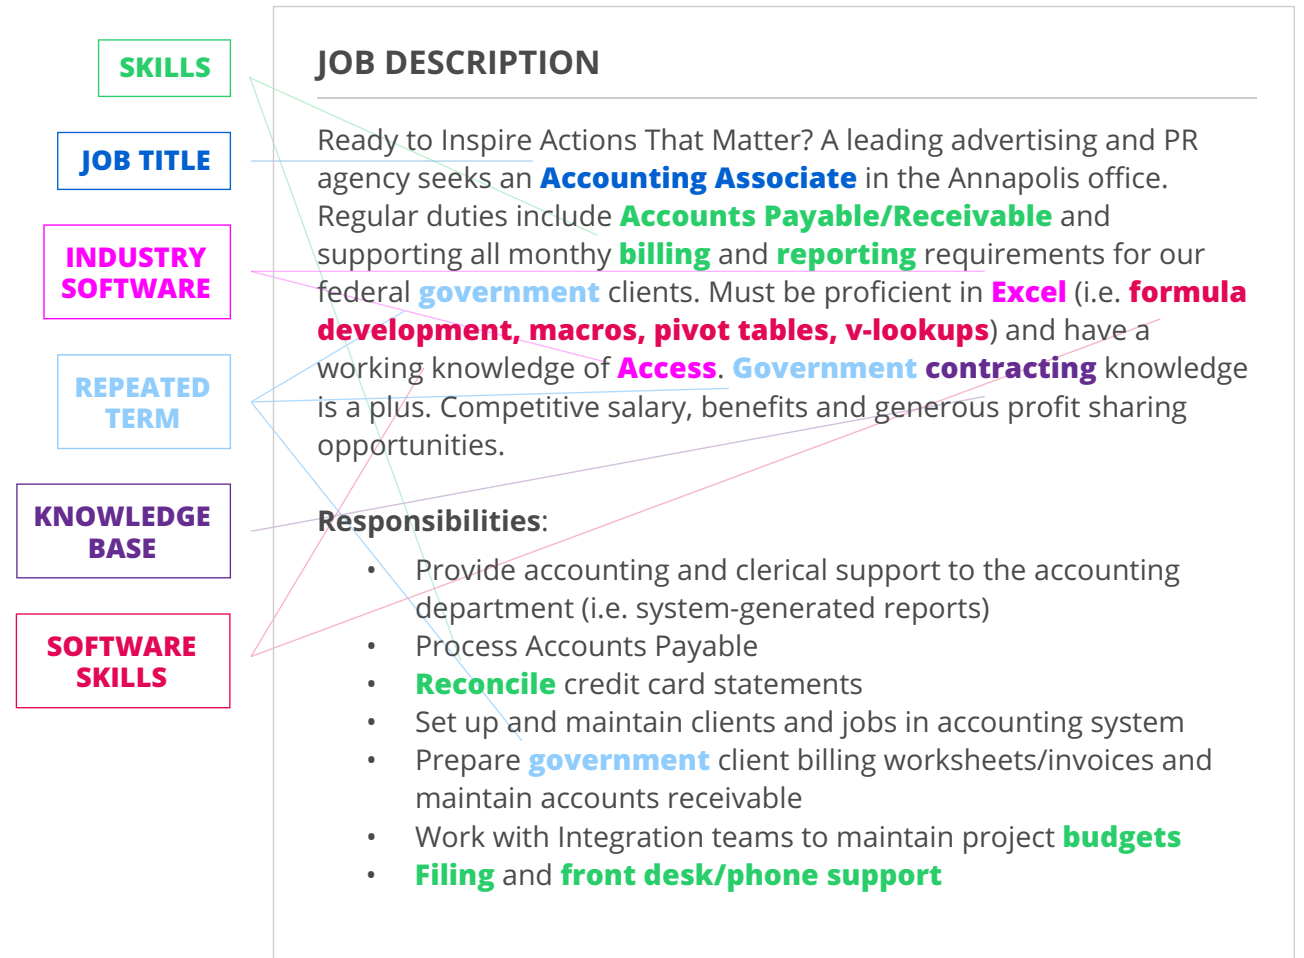 SKILLS
JOB TITLE
INDUSTRY
SOFTWARE
REPEATED
TERM
KNOWLEDGE
BASE
SOFTWARE
SKILLS
JOB DESCRIPTION
Ready to Inspire Actions That Matter? A leading advertising and PR
agency seeks an Accounting Associate in the Annapolis office.
Regular duties include Accounts Payable/Receivable and
supporting all monthy billing and reporting requirements for our
federal government clients. Must be proficient in Excel (i.e. formula
development, macros, pivot tables, v-lookups) and have a
working knowledge of Access. Government contracting knowledge
is a plus. Competitive salary, benefits and generous profit sharing
opportunities.
Responsibilities:
• Provide accounting and clerical support to the accounting
department (i.e. system-generated reports)
• Process Accounts Payable
• Reconcile credit card statements
• Set up and maintain clients and jobs in accounting system
• Prepare government client billing worksheets/invoices and
maintain accounts receivable
• Work with Integration teams to maintain project budgets
• Filing and front desk/phone support